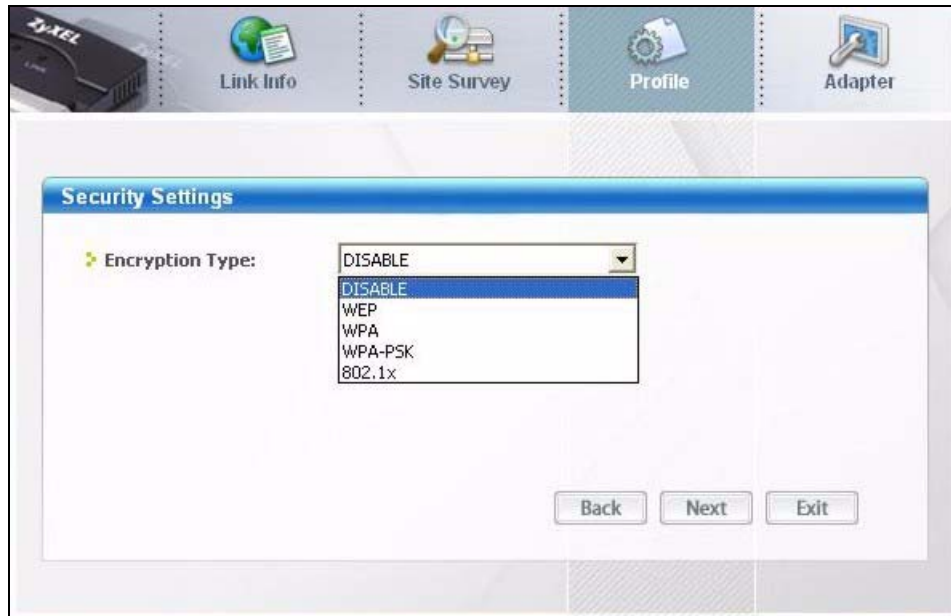 ZyXEL
LINK
Link Info
Site Survey
Profile
Adapter
Security Settings
Encryption Type:
DISABLE
DISABLE
WEP
WPA
WPA-PSK
802.1x
Back
Next
Exit